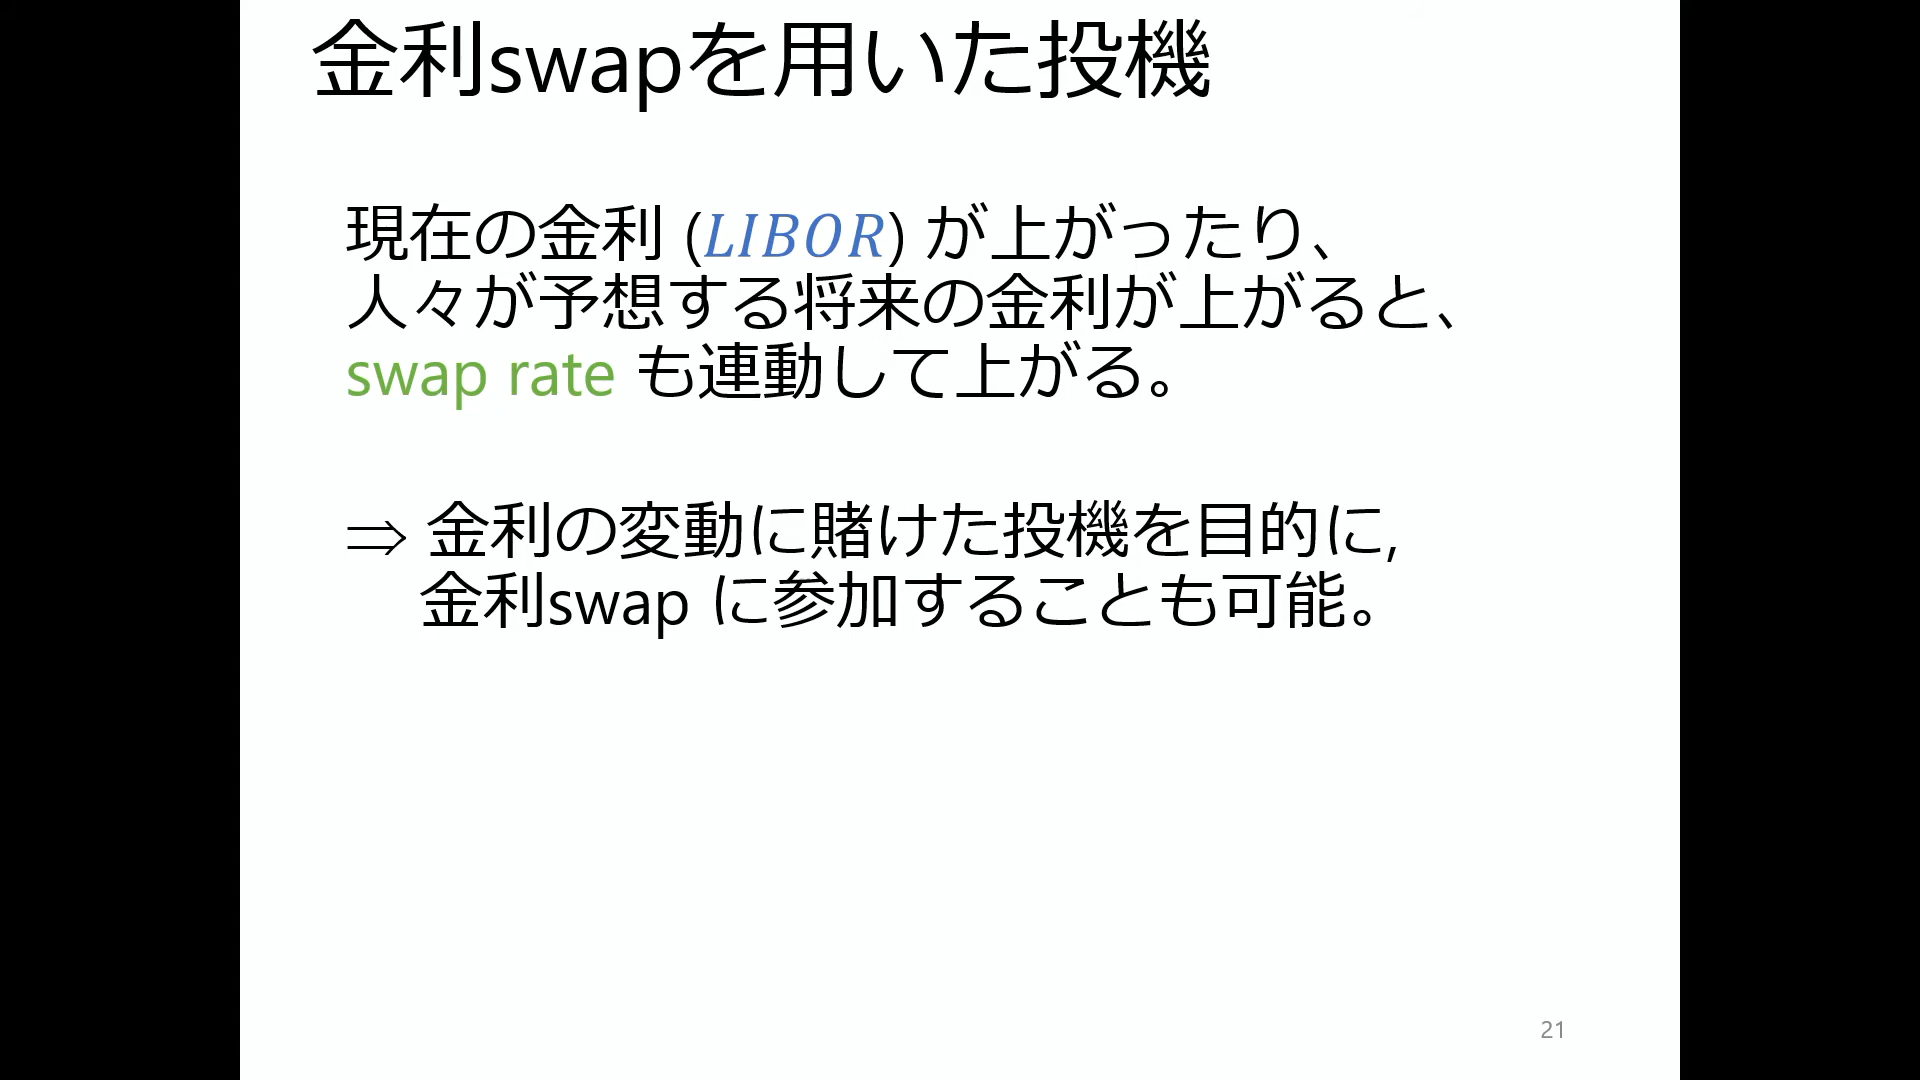 金利swapを用いた投機
現在の金利 (LIBOR) が上がったり、
人々が予想する将来の金利が上がると、
swap rate も連動して上がる。
⇒ 金利の変動に賭けた投機を目的に,
金利swap に参加することも可能。
21